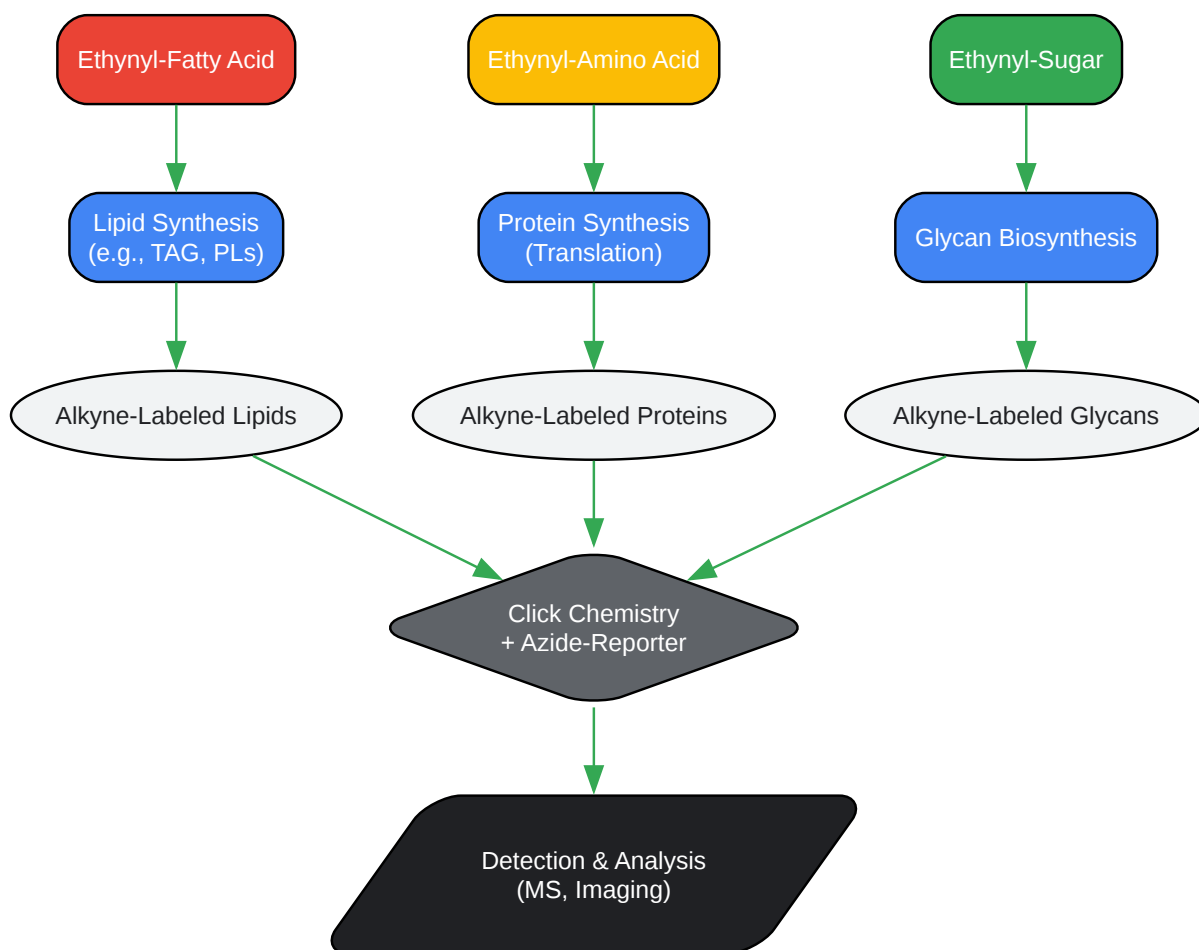 Ethynyl-Fatty Acid
Ethynyl-Amino Acid
Ethynyl-Sugar
Lipid Synthesis
(e.g., TAG, PLs)
Protein Synthesis
(Translation)
Glycan Biosynthesis
Alkyne-Labeled Lipids
Alkyne-Labeled Proteins
Alkyne-Labeled Glycans
Click Chemistry
+ Azide-Reporter
Detection & Analysis
(MS, Imaging)